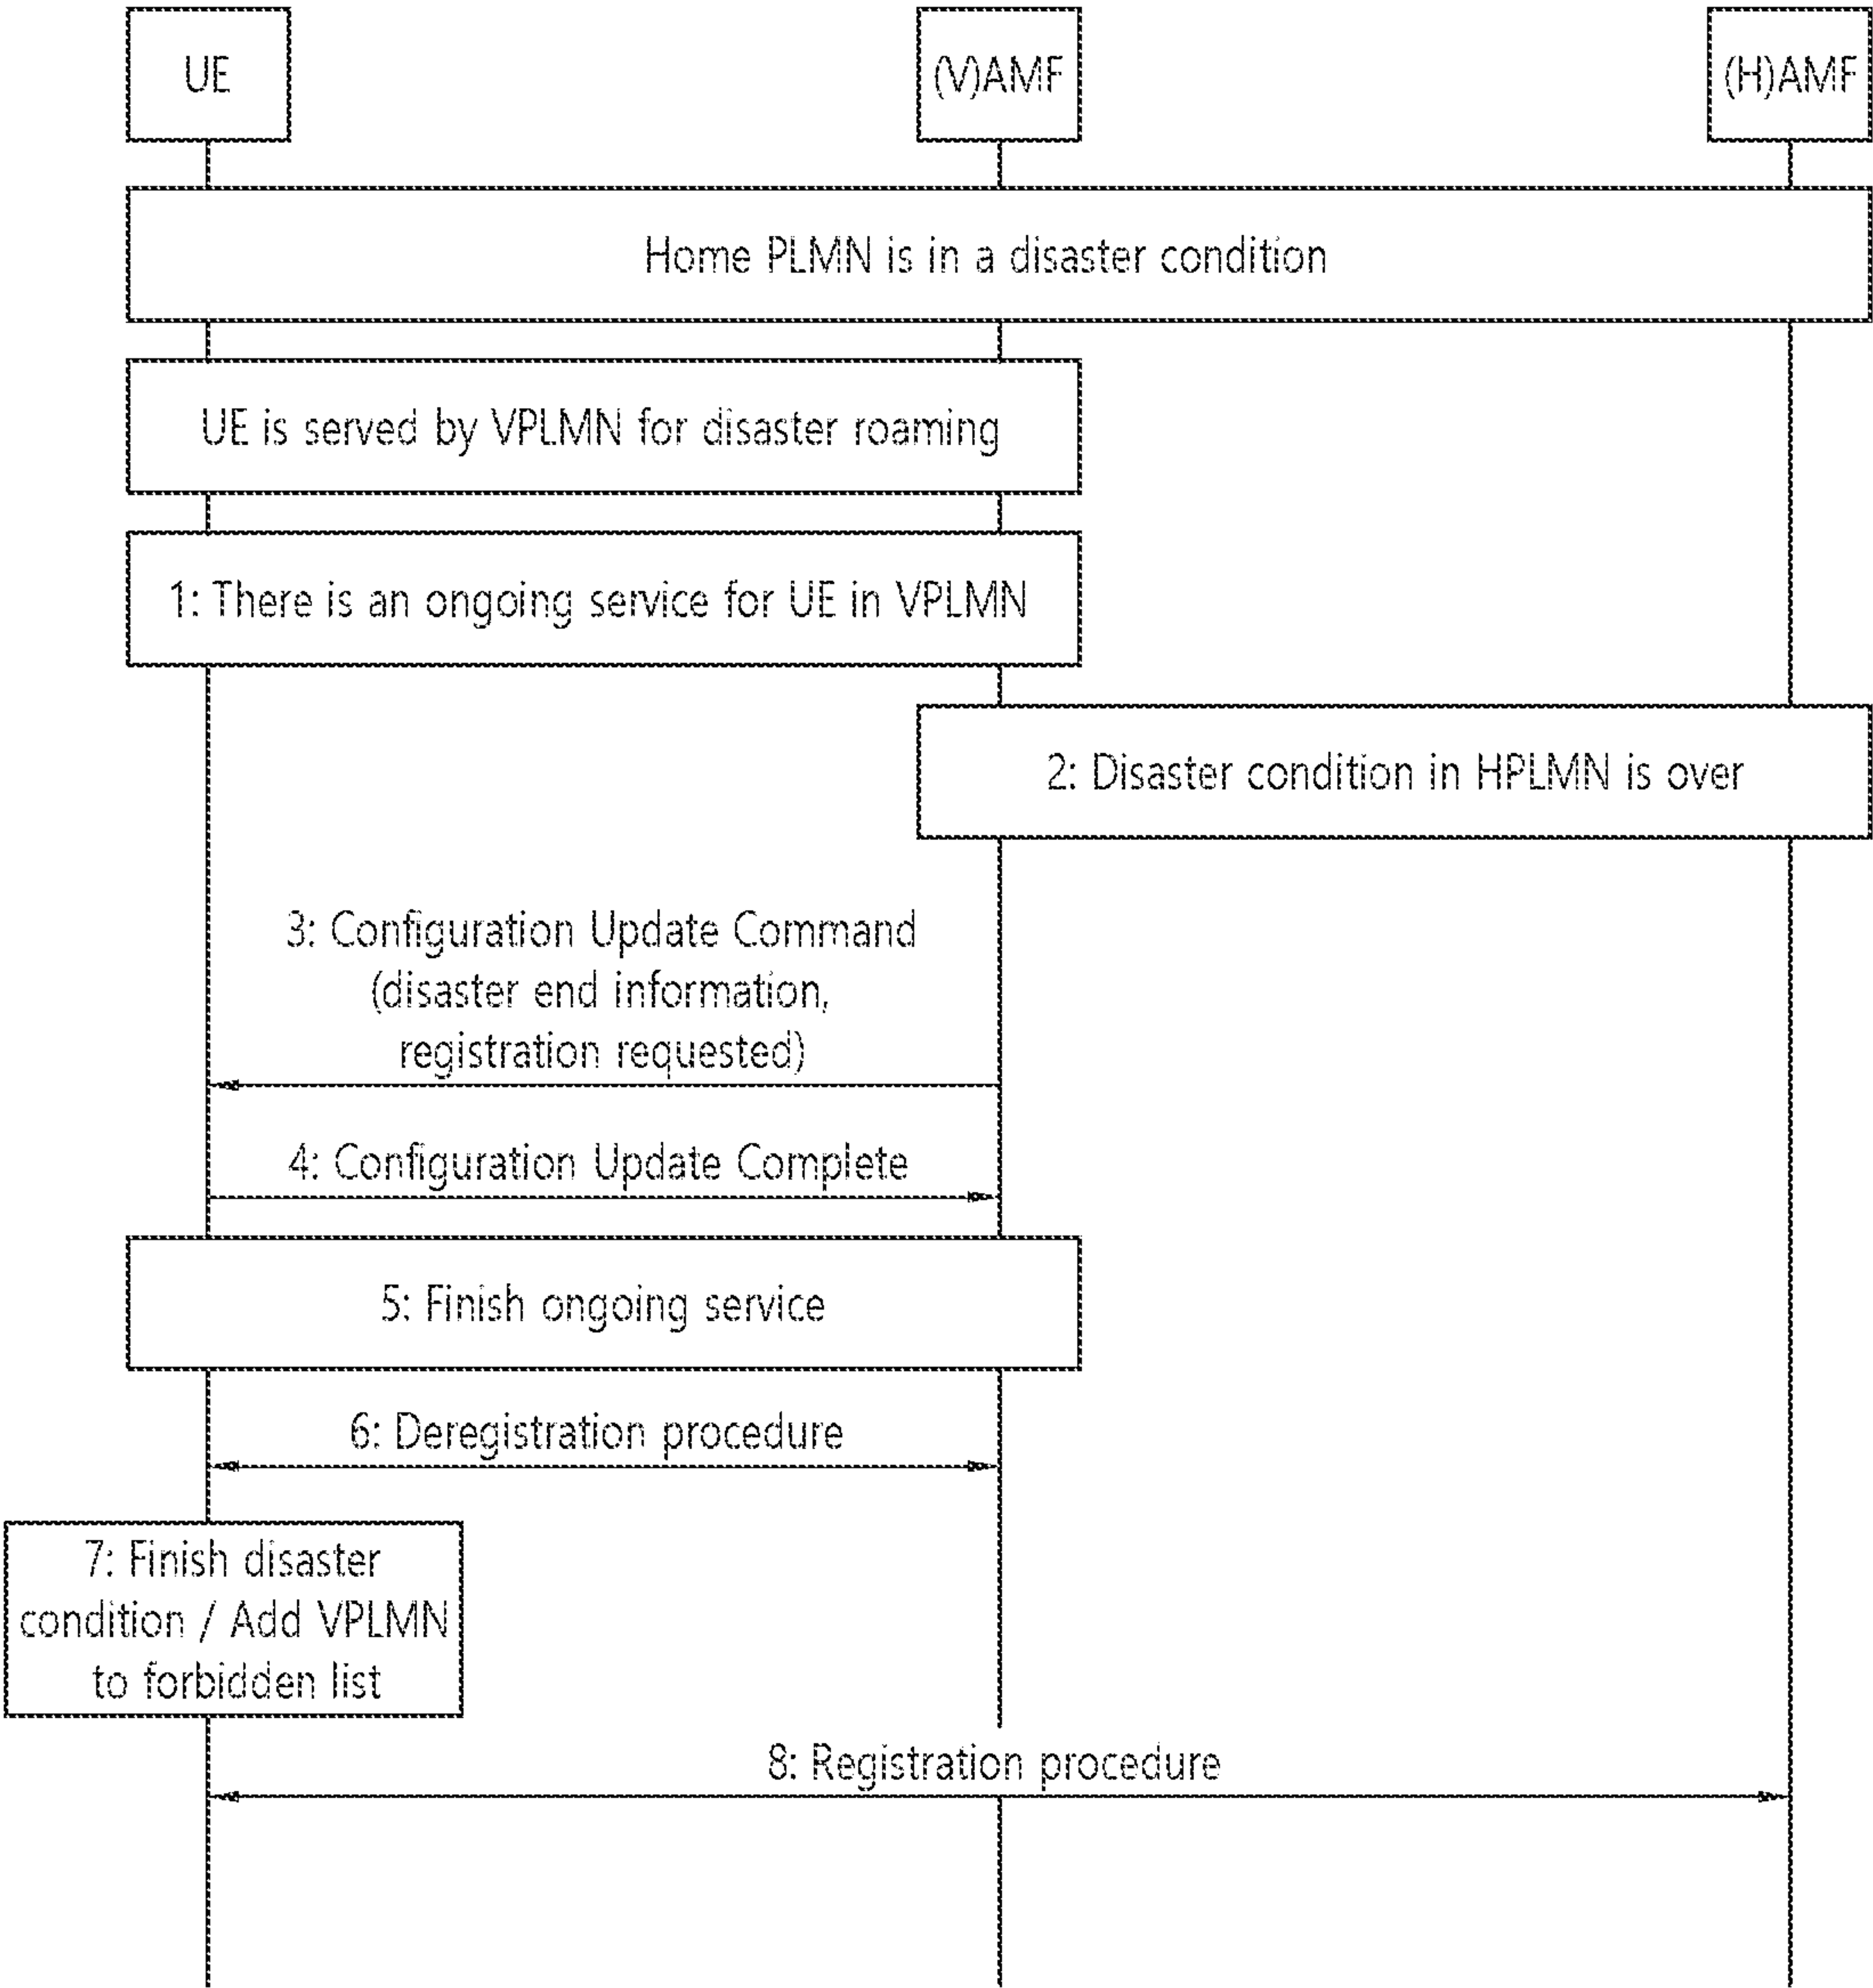 UE
(V)AMF
(H)AMF
Home PLMN is in a disaster condition
UE is served by VPLMN for disaster roaming
1: There is an ongoing service for UE in VPLMN
2: Disaster condition in HPLMN is over
3: Configuration Update Command
(disaster end information,
registration requested)
4: Configuration Update Complete
5: Finish ongoing service
6: Deregistration procedure
7: Finish disaster
condition / Add VPLMN
to forbidden list
8: Registration procedure